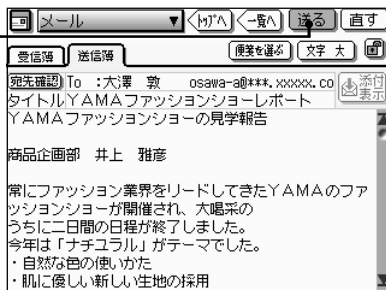 メール ▼ ﾍﾄｯﾌﾟへ 一覧へ 送る 直す
受信簿 送信簿 便箋を選ぶ 文字 大
宛先確認 To :大澤 敦 osawa-a@***.xxxxx.co 添付表示
タイトル YAMAファッションショーレポート
YAMAファッションショーの見学報告
商品企画部 井上 雅彦
常にファッション業界をリードしてきたYAMAのファ
ッションショーが開催され、大喝采の
うちに二日間の日程が終了しました。
今年は「ナチュラル」がテーマでした。
・自然な色の使いかた
・肌に優しい新しい生地の採用